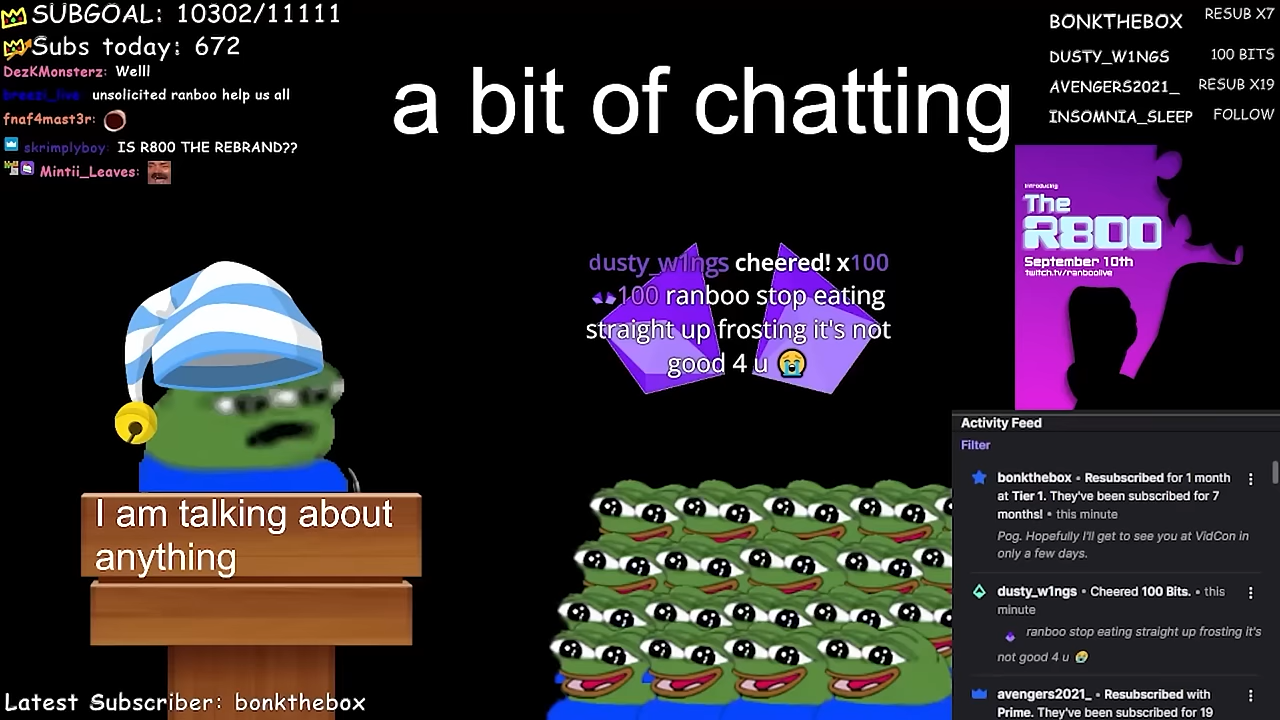 SUBGOAL: 10302/11111
Subs today: 672
DezKMonsterz: Welll
breezi_live unsolicited ranboo help us all
fnaf4mast3r:
skrimplyboy: IS R800 THE REBRAND??
Mintii_Leaves:
a bit of chatting
BONKTHEBOX RESUB X7
DUSTY_W1NGS 100 BITS
AVENGERS2021_ RESUB X19
INSOMNIA_SLEEP FOLLOW
Introducing
The
R800
September 10th
twitch.tv/ranboolive
dusty_w1ngs cheered! x100
100 ranboo stop eating
straight up frosting it's not
good 4 u 😭
I am talking about
anything
Activity Feed
Filter
bonkthebox • Resubscribed for 1 month
at Tier 1. They've been subscribed for 7
months! • this minute
Pog. Hopefully I'll get to see you at VidCon in
only a few days.
dusty_w1ngs • Cheered 100 Bits. • this
minute
ranboo stop eating straight up frosting it's
not good 4 u 😭
avengers2021_ • Resubscribed with
Prime. They've been subscribed for 19
Latest Subscriber: bonkthebox